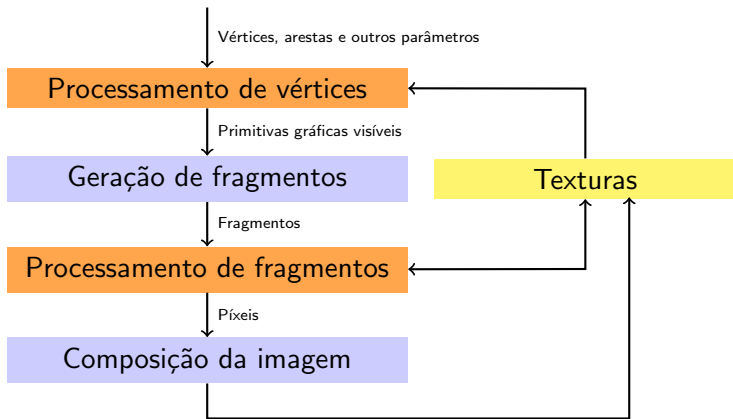 Vértices, arestas e outros parâmetros
Processamento de vértices
Primitivas gráficas visíveis
Geração de fragmentos
Texturas
Fragmentos
Processamento de fragmentos
Píxeis
Composição da imagem